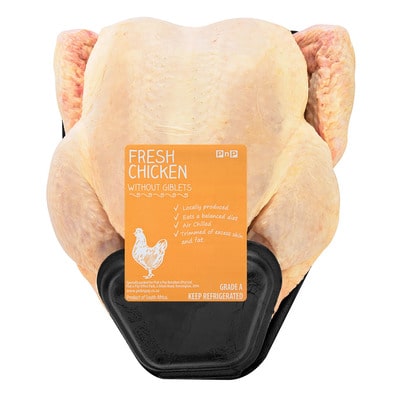 PnP
FRESH
CHICKEN
WITHOUT GIBLETS
✓ Locally produced
✓ Eats a balanced diet
✓ Air Chilled
✓ Trimmed of excess skin
and fat
Product of South Africa
GRADE A
KEEP REFRIGERATED